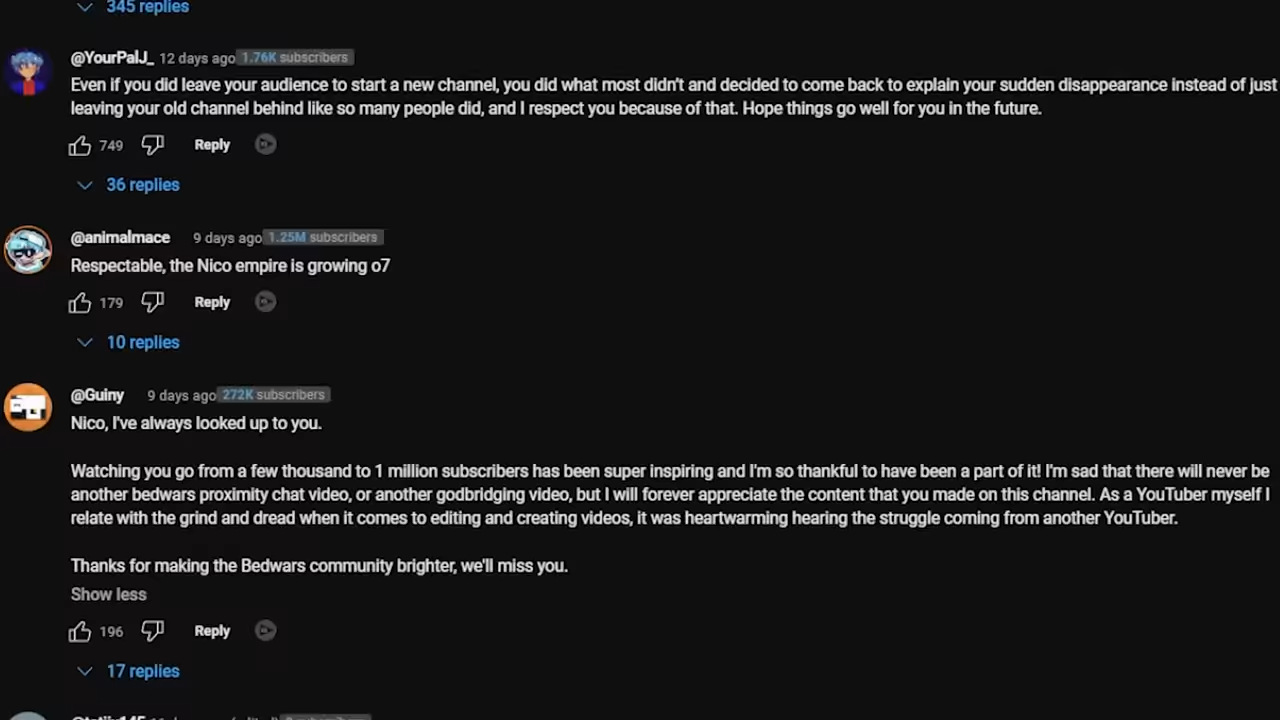 345 replies
@YourPalJ_ 12 days ago 1.76K subscribers
Even if you did leave your audience to start a new channel, you did what most didn't and decided to come back to explain your sudden disappearance instead of just
leaving your old channel behind like so many people did, and I respect you because of that. Hope things go well for you in the future.
749 Reply
36 replies
@animalmace 9 days ago 1.25M subscribers
Respectable, the Nico empire is growing o7
179 Reply
10 replies
@Guiny 9 days ago 272K subscribers
Nico, I've always looked up to you.
Watching you go from a few thousand to 1 million subscribers has been super inspiring and I'm so thankful to have been a part of it! I'm sad that there will never be
another bedwars proximity chat video, or another godbridging video, but I will forever appreciate the content that you made on this channel. As a YouTuber myself I
relate with the grind and dread when it comes to editing and creating videos, it was heartwarming hearing the struggle coming from another YouTuber.
Thanks for making the Bedwars community brighter, we'll miss you.
Show less
196 Reply
17 replies